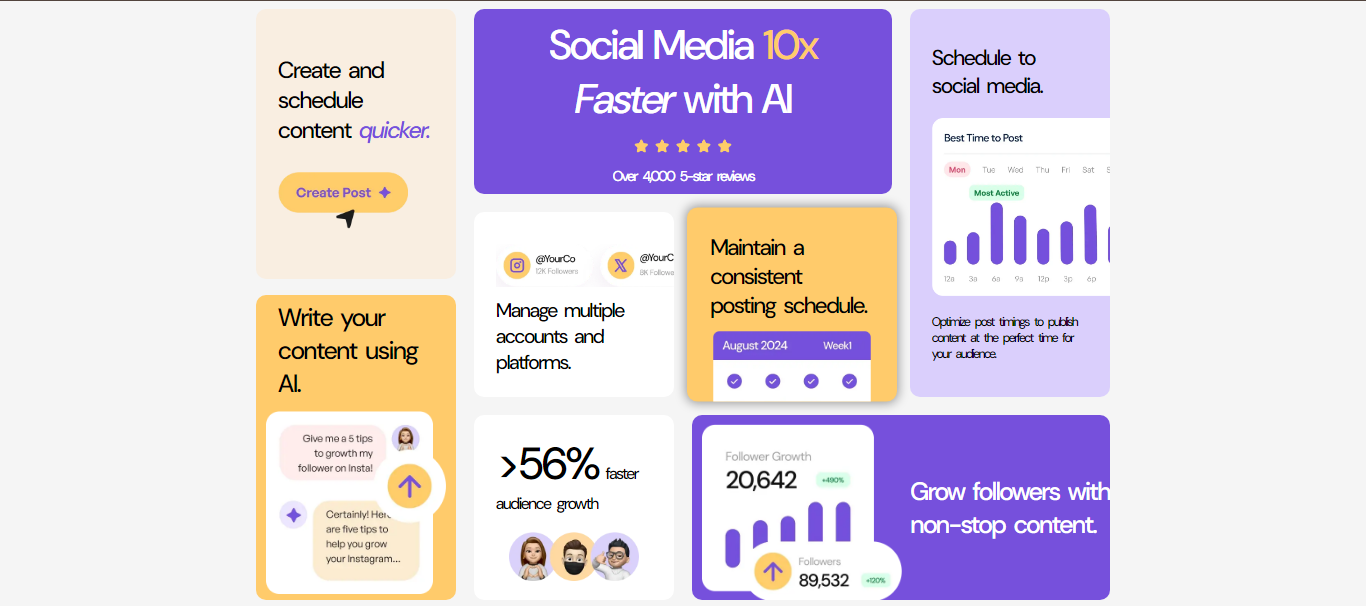 Create and
schedule
content quicker.
Create Post
Social Media 10x
Faster with AI
Over 4,000 5-star reviews
Schedule to
social media.
Best Time to Post
Mon Tue Wed Thu Fri Sat S
Most Active
12a 3a 6a 9a 12p 3p 6p
Optimize post timings to publish
content at the perfect time for
your audience.
@YourCo
12K Followers
@YourC
8K Followe
Manage multiple
accounts and
platforms.
Maintain a
consistent
posting schedule.
August 2024 Week1
Write your
content using
AI.
Give me a 5 tips
to growth my
follower on Insta!
Certainly! Here
are five tips to
help you grow
your Instagram...
>56% faster
audience growth
Follower Growth
20,642 +490%
Followers
89,532 +120%
Grow followers with
non-stop content.